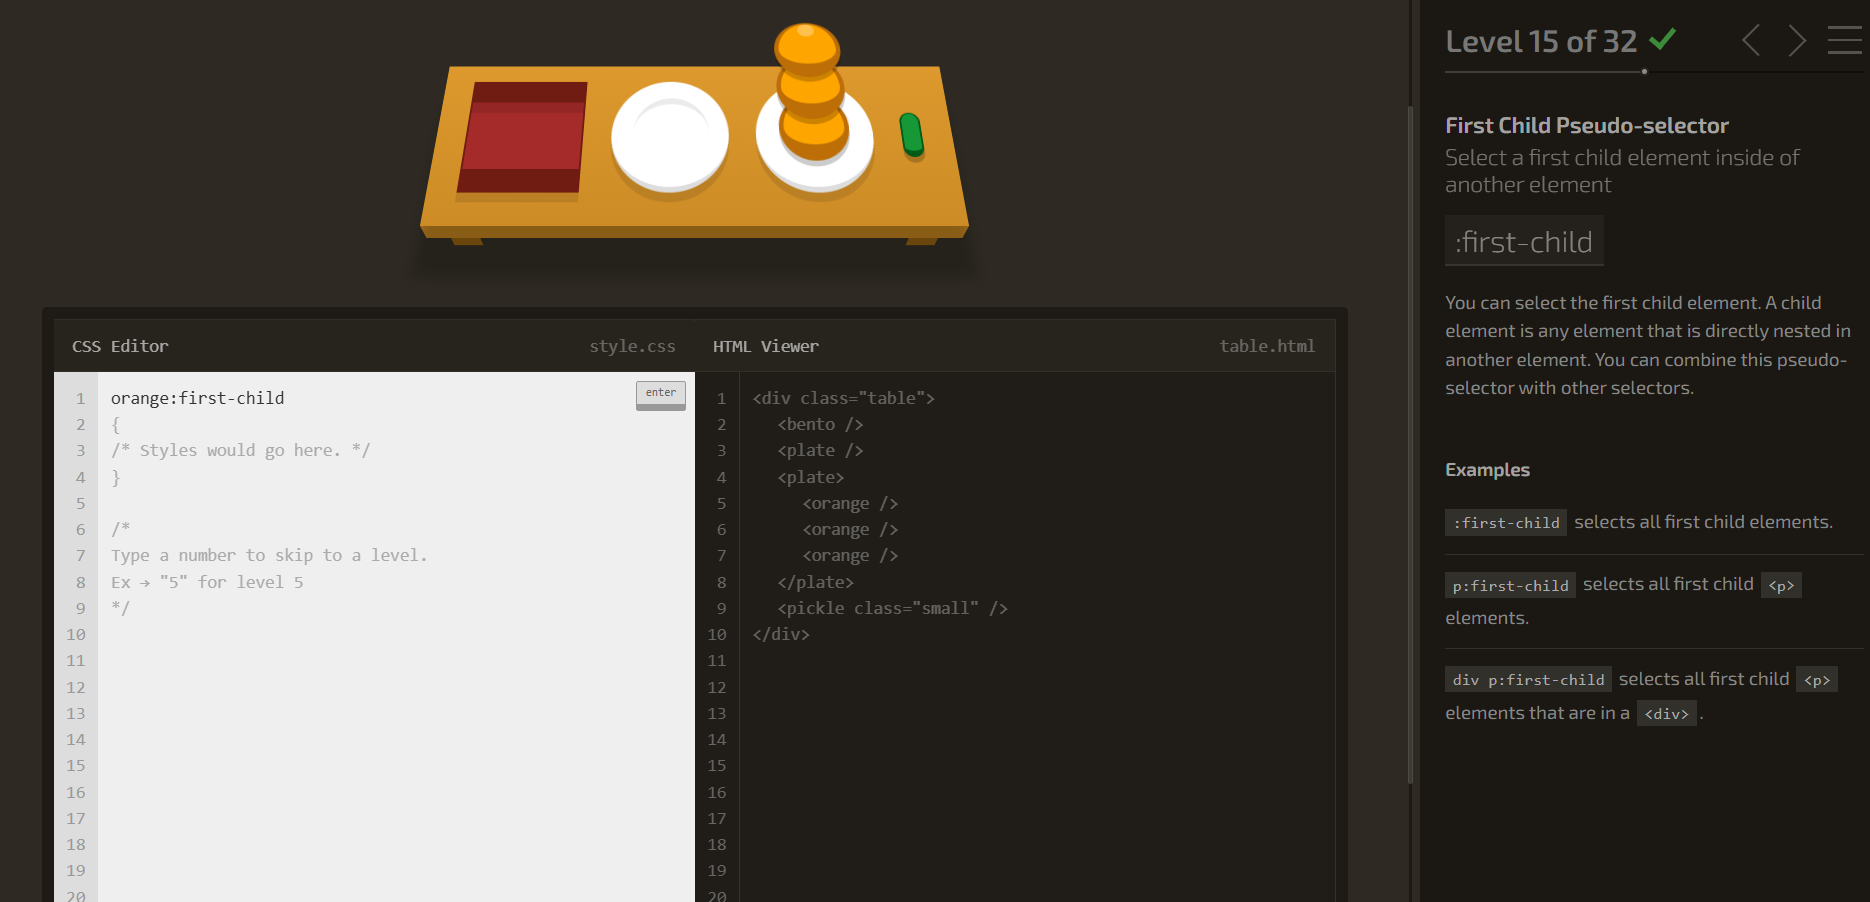 Level 15 of 32
First Child Pseudo-selector
Select a first child element inside of
another element
:first-child
You can select the first child element. A child
element is any element that is directly nested in
another element. You can combine this pseudo-
selector with other selectors.
Examples
:first-child selects all first child elements.
p:first-child selects all first child <p>
elements.
div p:first-child selects all first child <p>
elements that are in a <div> .
CSS Editor style.css
1 orange:first-child enter
2 {
3 /* Styles would go here. */
4 }
5
6 /*
7 Type a number to skip to a level.
8 Ex → "5" for level 5
9 */
10
11
12
13
14
15
16
17
18
19
20
HTML Viewer table.html
1 <div class="table">
2 <bento />
3 <plate />
4 <plate>
5 <orange />
6 <orange />
7 <orange />
8 </plate>
9 <pickle class="small" />
10 </div>
11
12
13
14
15
16
17
18
19
20